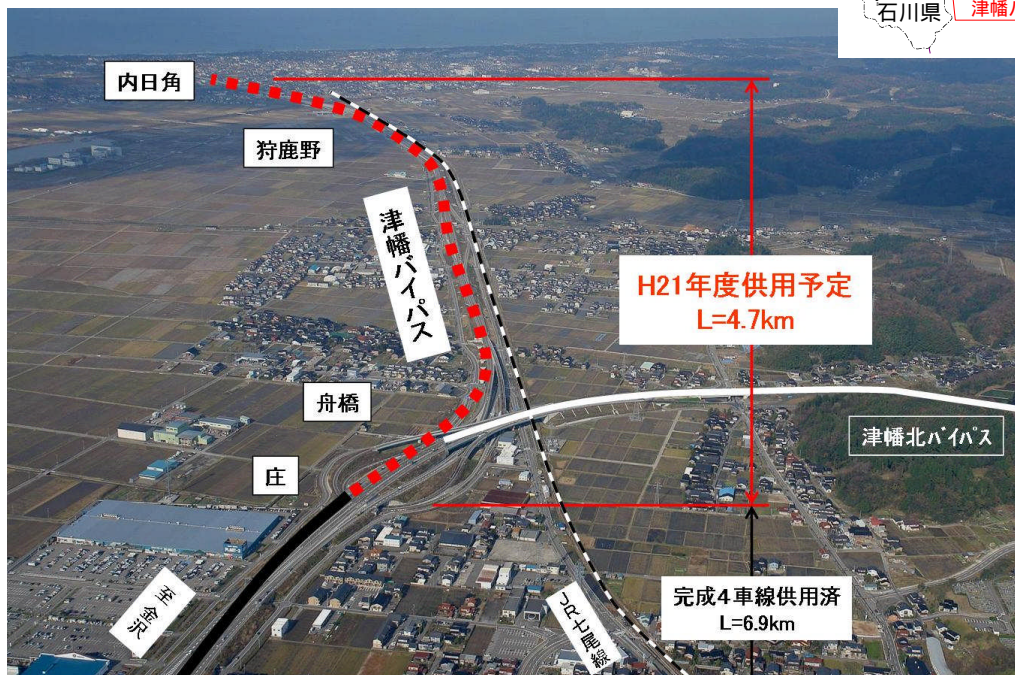 石川県
津幡バ
内日角
狩鹿野
津幡バイパス
H21年度供用予定
L=4.7km
舟橋
津幡北バイパス
庄
完成4車線供用済
L=6.9km
至金沢
JR七尾線